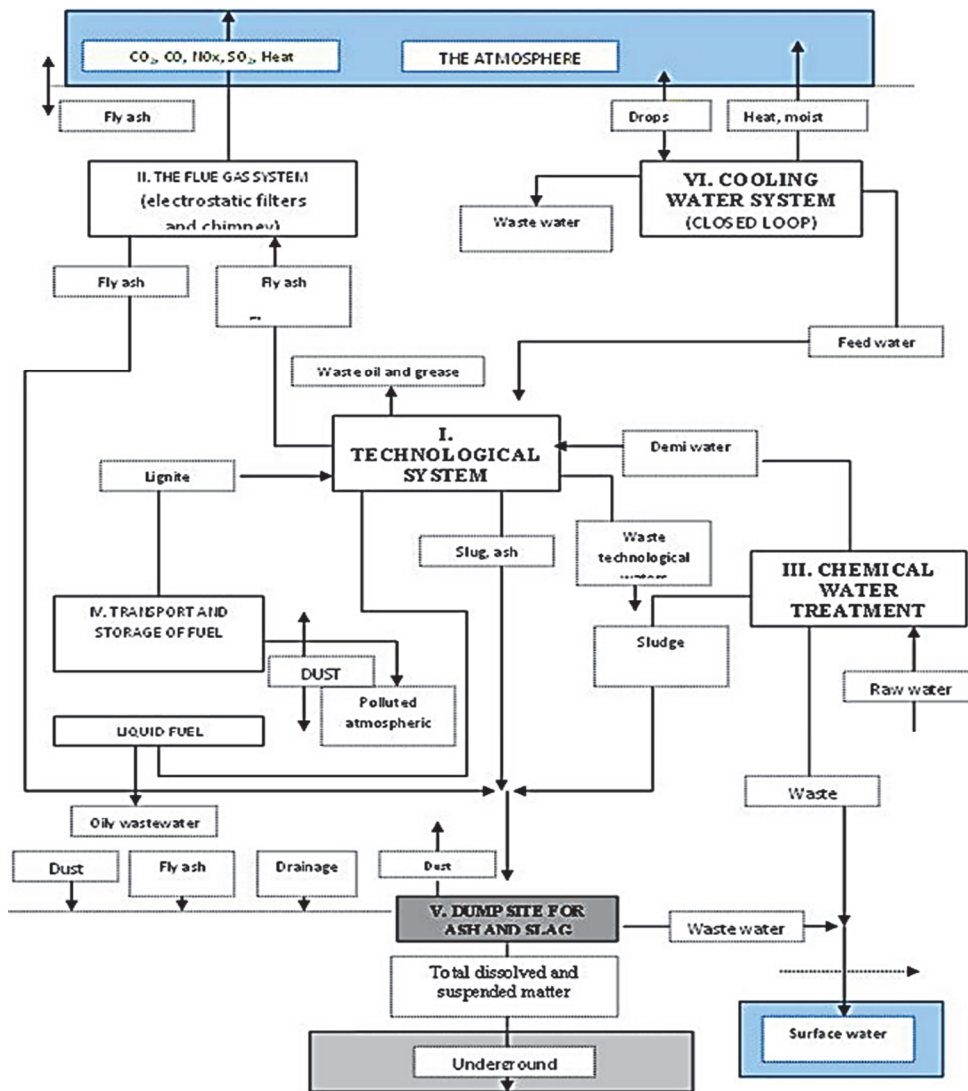 CO₂, CO, NOx, SO₂, Heat
THE ATMOSPHERE
Fly ash
Drops
Heat, moist
II. THE FLUE GAS SYSTEM
(electrostatic filters
and chimney)
VI. COOLING
WATER SYSTEM
(CLOSED LOOP)
Waste water
Fly ash
Fly ash
Feed water
Waste oil and grease
I.
TECHNOLOGICAL
SYSTEM
Demi water
Lignite
Slug, ash
Waste
technological
III. CHEMICAL
WATER
TREATMENT
IV. TRANSPORT AND
STORAGE OF FUEL
Sludge
DUST
Raw water
Polluted
atmospheric
LIQUID FUEL
Waste
Oily wastewater
Dust
Fly ash
Drainage
Dust
V. DUMP SITE FOR
ASH AND SLAG
Waste water
Total dissolved and
suspended matter
Surface water
Underground